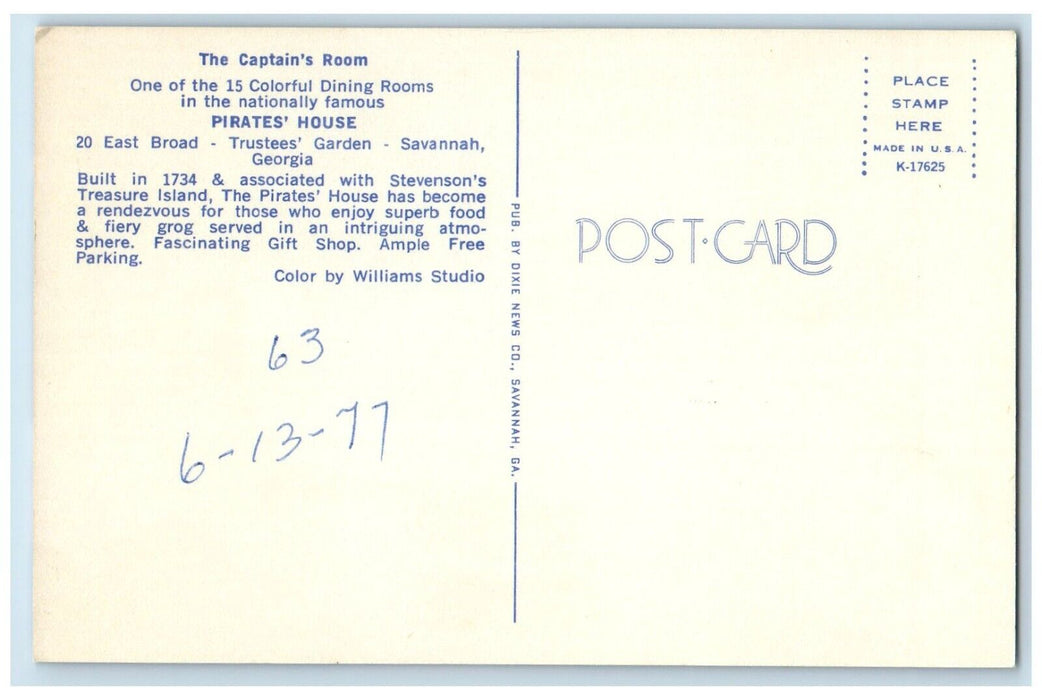 The Captain's Room
One of the 15 Colorful Dining Rooms
in the nationally famous
PIRATES' HOUSE
20 East Broad - Trustees' Garden - Savannah,
Georgia
Built in 1734 & associated with Stevenson's
Treasure Island, The Pirates' House has become
a rendezvous for those who enjoy superb food
& fiery grog served in an intriguing atmo-
sphere. Fascinating Gift Shop. Ample Free
Parking.
Color by Williams Studio
63
6-13-77
PUB. BY DIXIE NEWS CO., SAVANNAH, GA.
POST·CARD
PLACE
STAMP
HERE
MADE IN U.S.A.
K-17625